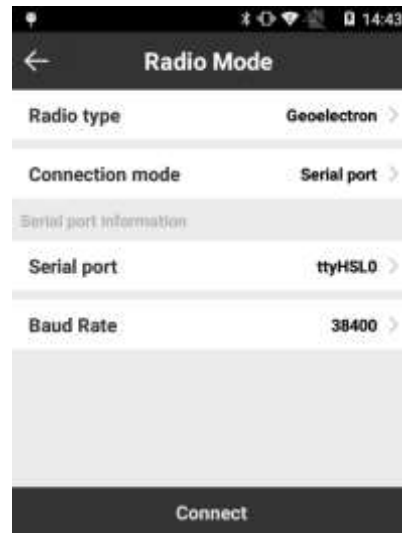 14:43
Radio Mode
Radio type Geoelectron
Connection mode Serial port
Serial port information
Serial port ttyHSL0
Baud Rate 38400
Connect